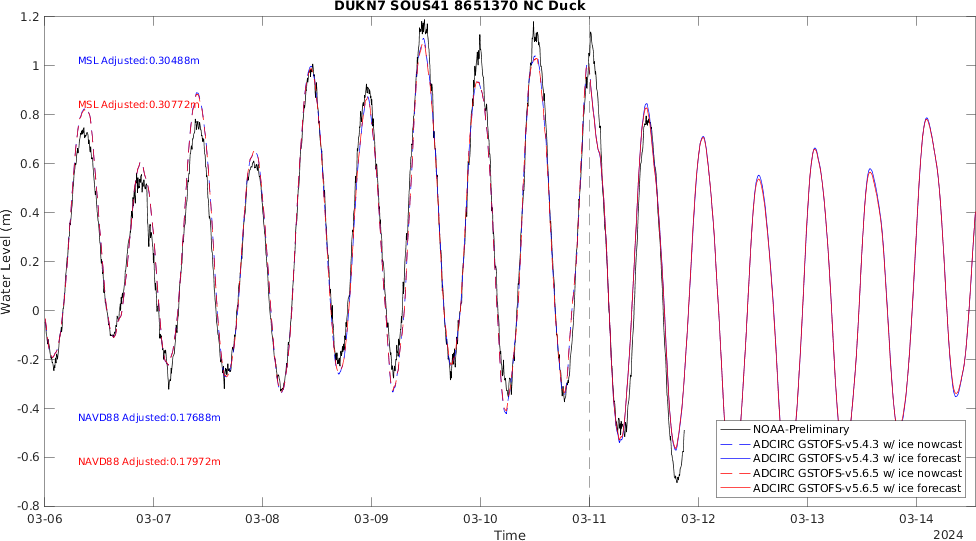 DUKN7 SOUS41 8651370 NC Duck
1.2
1
0.8
0.6
0.4
0.2
0
-0.2
-0.4
-0.6
-0.8
Water Level (m)
MSL Adjusted:0.30488m
MSL Adjusted:0.30772m
NAVD88 Adjusted:0.17688m
NAVD88 Adjusted:0.17972m
NOAA-Preliminary
ADCIRC GSTOFS-v5.4.3 w/ ice nowcast
ADCIRC GSTOFS-v5.4.3 w/ ice forecast
ADCIRC GSTOFS-v5.6.5 w/ ice nowcast
ADCIRC GSTOFS-v5.6.5 w/ ice forecast
03-06 03-07 03-08 03-09 03-10 03-11 03-12 03-13 03-14
Time
2024